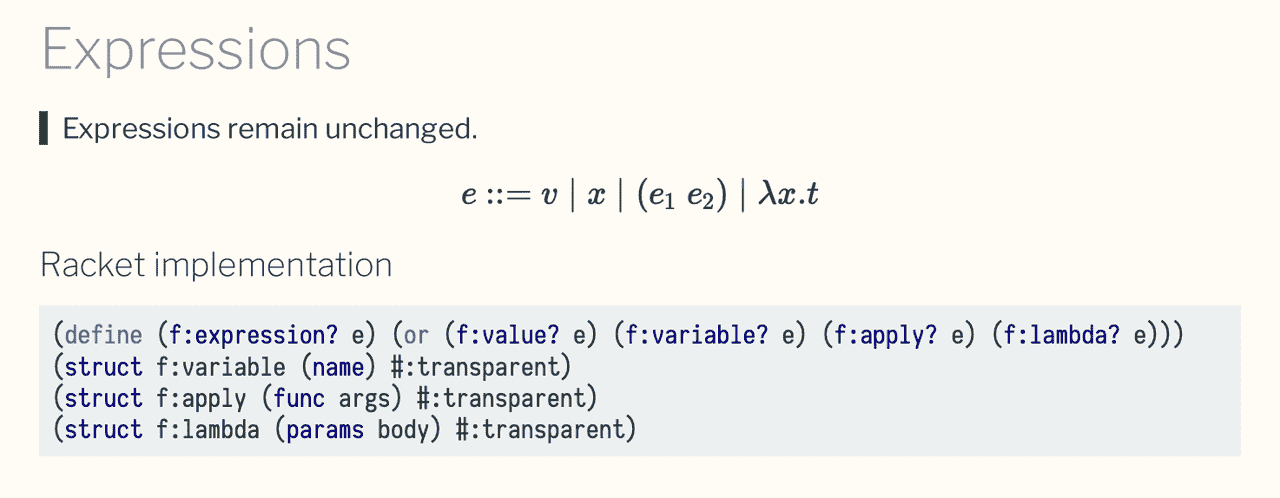 Expressions
Expressions remain unchanged.
e ::= v | x | (e₁ e₂) | λx.t
Racket implementation
(define (f:expression? e) (or (f:value? e) (f:variable? e) (f:apply? e) (f:lambda? e)))
(struct f:variable (name) #:transparent)
(struct f:apply (func args) #:transparent)
(struct f:lambda (params body) #:transparent)